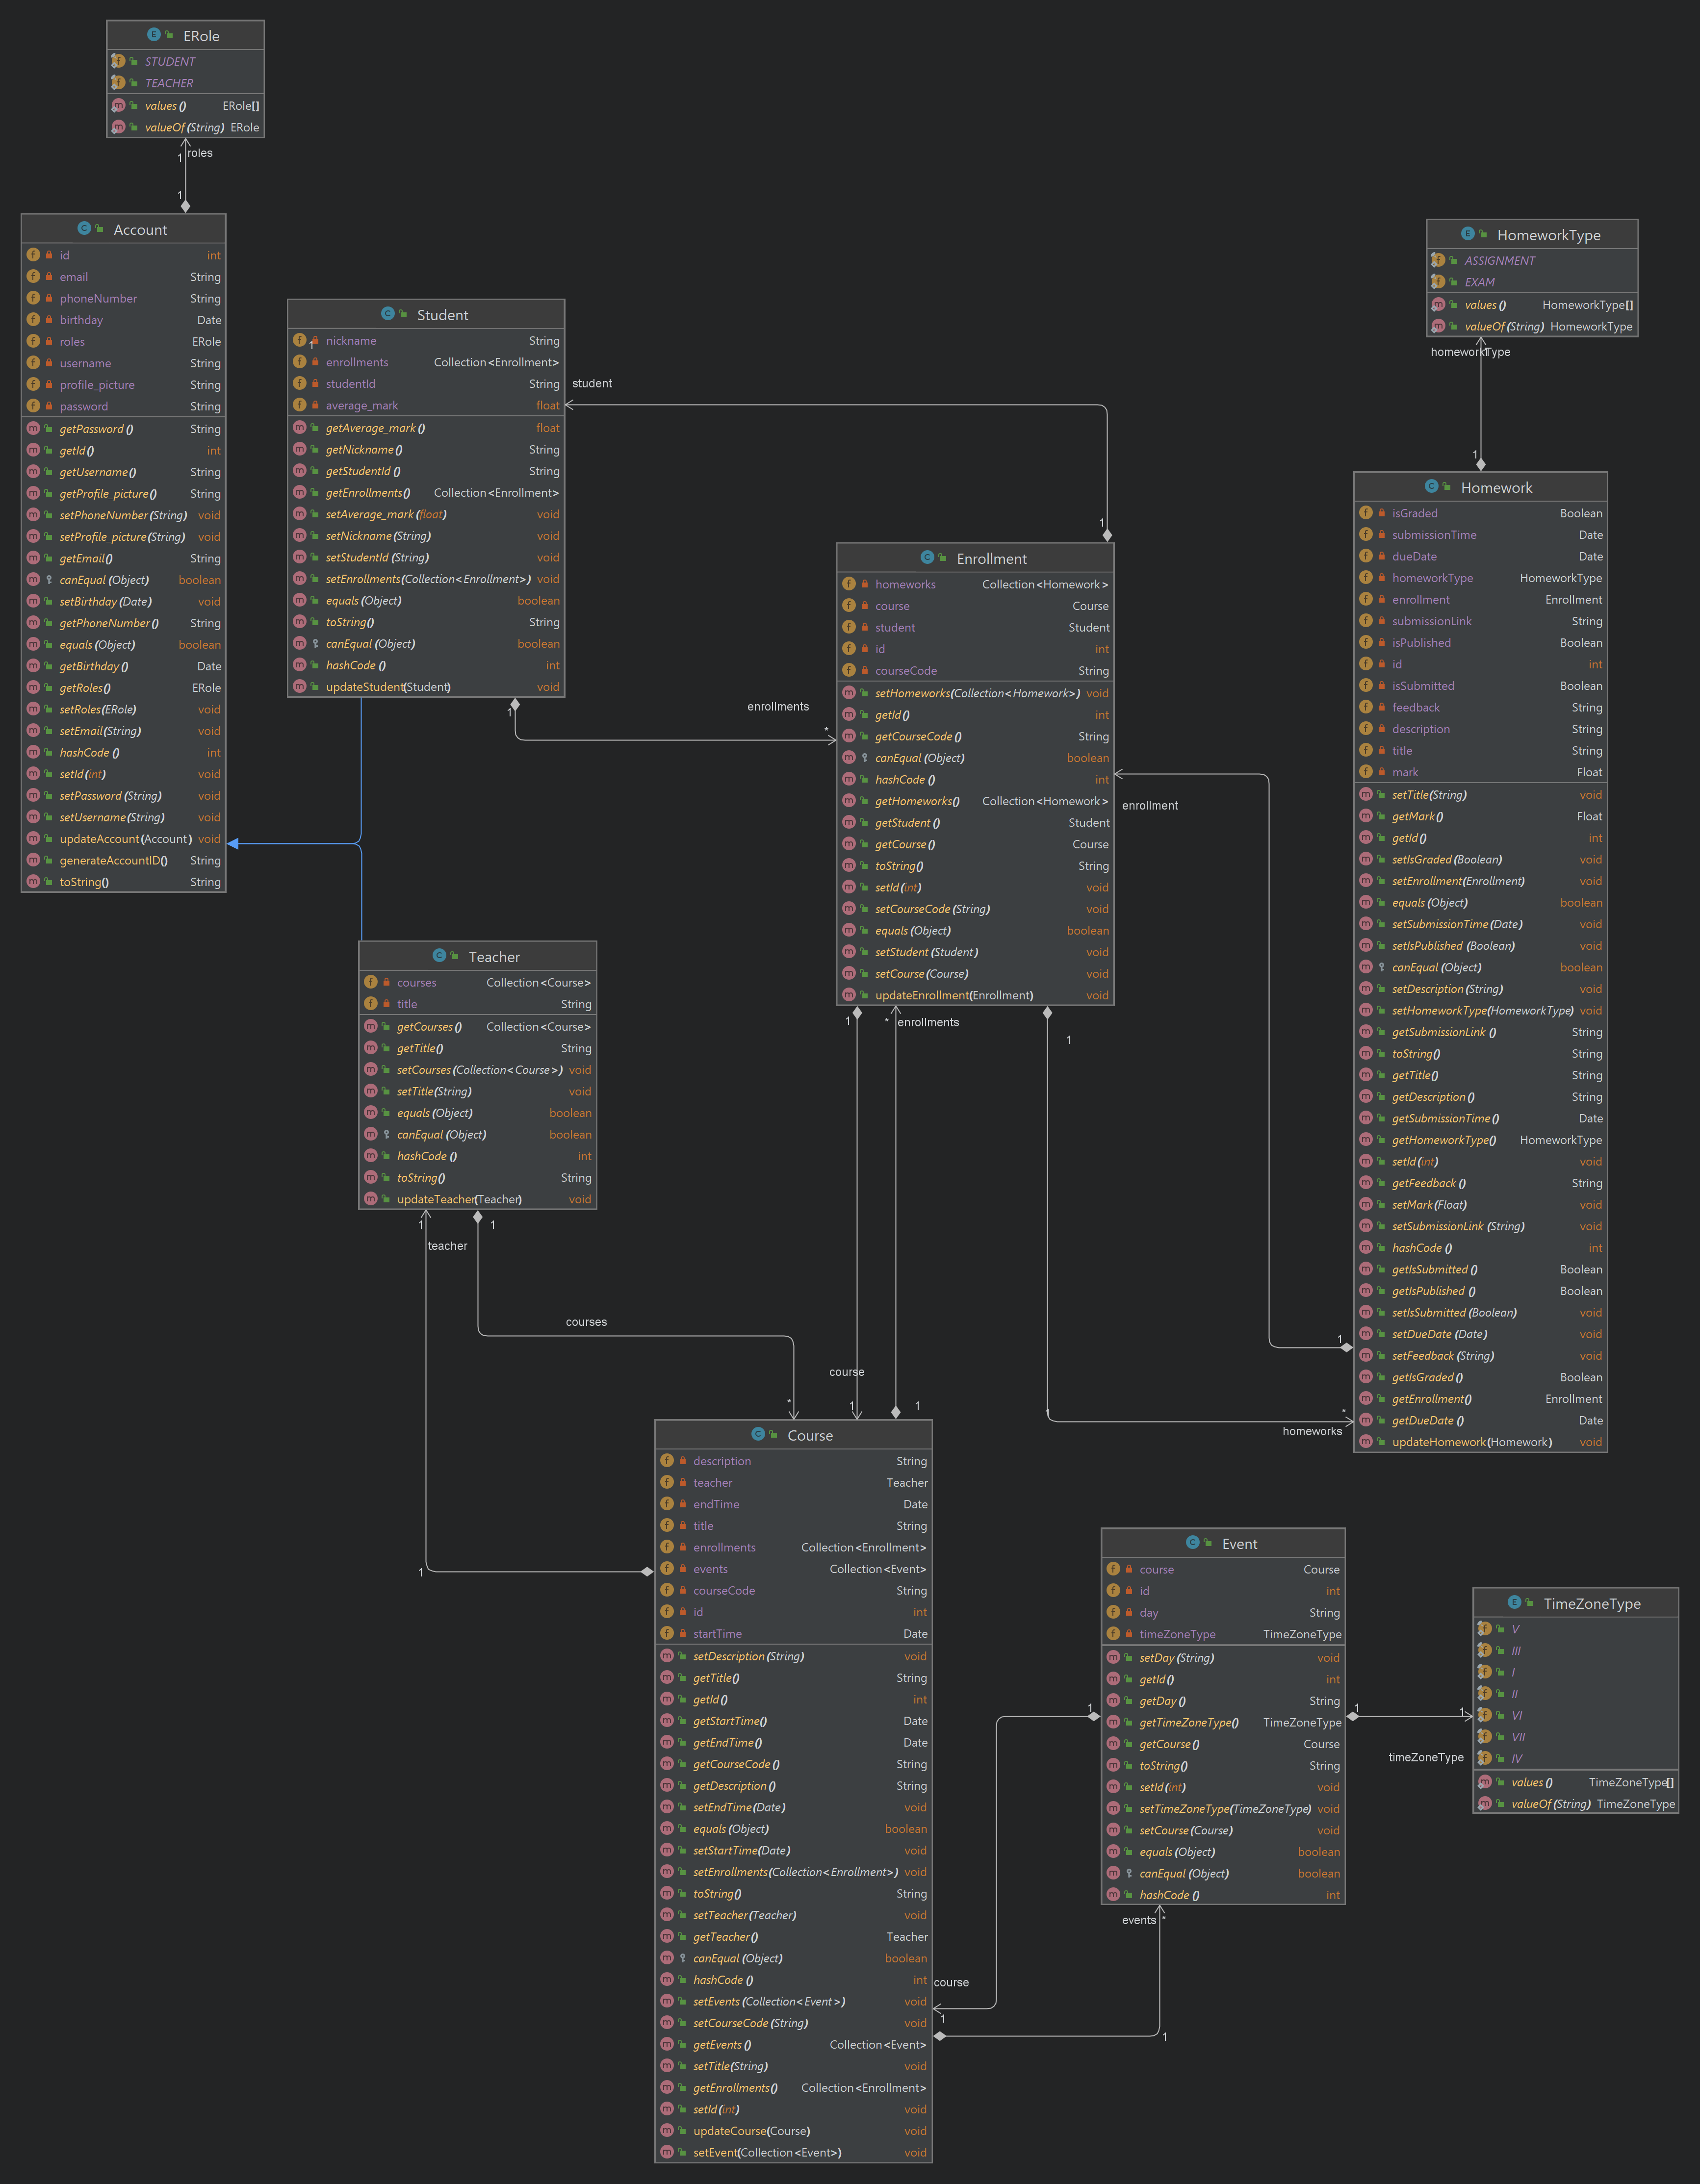 ERole
STUDENT
TEACHER
values() ERole[]
valueOf(String) ERole
1 roles
1
Account
id int
email String
phoneNumber String
birthday Date
roles ERole
username String
profile_picture String
password String
getPassword() String
getId() int
getUsername() String
getProfile_picture() String
setPhoneNumber(String) void
setProfile_picture(String) void
getEmail() String
canEqual(Object) boolean
setBirthday(Date) void
getPhoneNumber() String
equals(Object) boolean
getBirthday() Date
getRoles() ERole
setRoles(ERole) void
setEmail(String) void
hashCode() int
setId(int) void
setPassword(String) void
setUsername(String) void
updateAccount(Account) void
generateAccountID() String
toString() String
Student
nickname String
1
enrollments Collection<Enrollment>
studentId String
average_mark float
getAverage_mark() float
getNickname() String
getStudentId() String
getEnrollments() Collection<Enrollment>
setAverage_mark(float) void
setNickname(String) void
setStudentId(String) void
setEnrollments(Collection<Enrollment>) void
equals(Object) boolean
toString() String
canEqual(Object) boolean
hashCode() int
updateStudent(Student) void
student
1
1
enrollments
*
HomeworkType
ASSIGNMENT
EXAM
values() HomeworkType[]
valueOf(String) HomeworkType
homeworkType
1
1
Enrollment
homeworks Collection<Homework>
course Course
student Student
id int
courseCode String
setHomeworks(Collection<Homework>) void
getId() int
getCourseCode() String
canEqual(Object) boolean
hashCode() int
getHomeworks() Collection<Homework>
getStudent() Student
getCourse() Course
toString() String
setId(int) void
setCourseCode(String) void
equals(Object) boolean
setStudent(Student) void
setCourse(Course) void
updateEnrollment(Enrollment) void
1
* enrollments
1
enrollment
1
Homework
isGraded Boolean
submissionTime Date
dueDate Date
homeworkType HomeworkType
enrollment Enrollment
submissionLink String
isPublished Boolean
id int
isSubmitted Boolean
feedback String
description String
title String
mark Float
setTitle(String) void
getMark() Float
getId() int
setIsGraded(Boolean) void
setEnrollment(Enrollment) void
equals(Object) boolean
setSubmissionTime(Date) void
setIsPublished(Boolean) void
canEqual(Object) boolean
setDescription(String) void
setHomeworkType(HomeworkType) void
getSubmissionLink() String
toString() String
getTitle() String
getDescription() String
getSubmissionTime() Date
getHomeworkType() HomeworkType
setId(int) void
getFeedback() String
setMark(Float) void
setSubmissionLink(String) void
hashCode() int
getIsSubmitted() Boolean
getIsPublished() Boolean
setIsSubmitted(Boolean) void
setDueDate(Date) void
setFeedback(String) void
getIsGraded() Boolean
getEnrollment() Enrollment
getDueDate() Date
updateHomework(Homework) void
1
*
homeworks
Teacher
courses Collection<Course>
title String
getCourses() Collection<Course>
getTitle() String
setCourses(Collection<Course>) void
setTitle(String) void
equals(Object) boolean
canEqual(Object) boolean
hashCode() int
toString() String
updateTeacher(Teacher) void
1
1
teacher
courses
course
*
1
1
1
Course
description String
teacher Teacher
endTime Date
title String
enrollments Collection<Enrollment>
events Collection<Event>
courseCode String
id int
startTime Date
setDescription(String) void
getTitle() String
getId() int
getStartTime() Date
getEndTime() Date
getCourseCode() String
getDescription() String
setEndTime(Date) void
equals(Object) boolean
setStartTime(Date) void
setEnrollments(Collection<Enrollment>) void
toString() String
setTeacher(Teacher) void
getTeacher() Teacher
canEqual(Object) boolean
hashCode() int
setEvents(Collection<Event>) void
setCourseCode(String) void
getEvents() Collection<Event>
setTitle(String) void
getEnrollments() Collection<Enrollment>
setId(int) void
updateCourse(Course) void
setEvent(Collection<Event>) void
1
Event
course Course
id int
day String
timeZoneType TimeZoneType
setDay(String) void
getId() int
getDay() String
getTimeZoneType() TimeZoneType
getCourse() Course
toString() String
setId(int) void
setTimeZoneType(TimeZoneType) void
setCourse(Course) void
equals(Object) boolean
canEqual(Object) boolean
hashCode() int
1
1
timeZoneType
events *
course
1
1
TimeZoneType
V
III
I
II
VI
VII
IV
values() TimeZoneType[]
valueOf(String) TimeZoneType